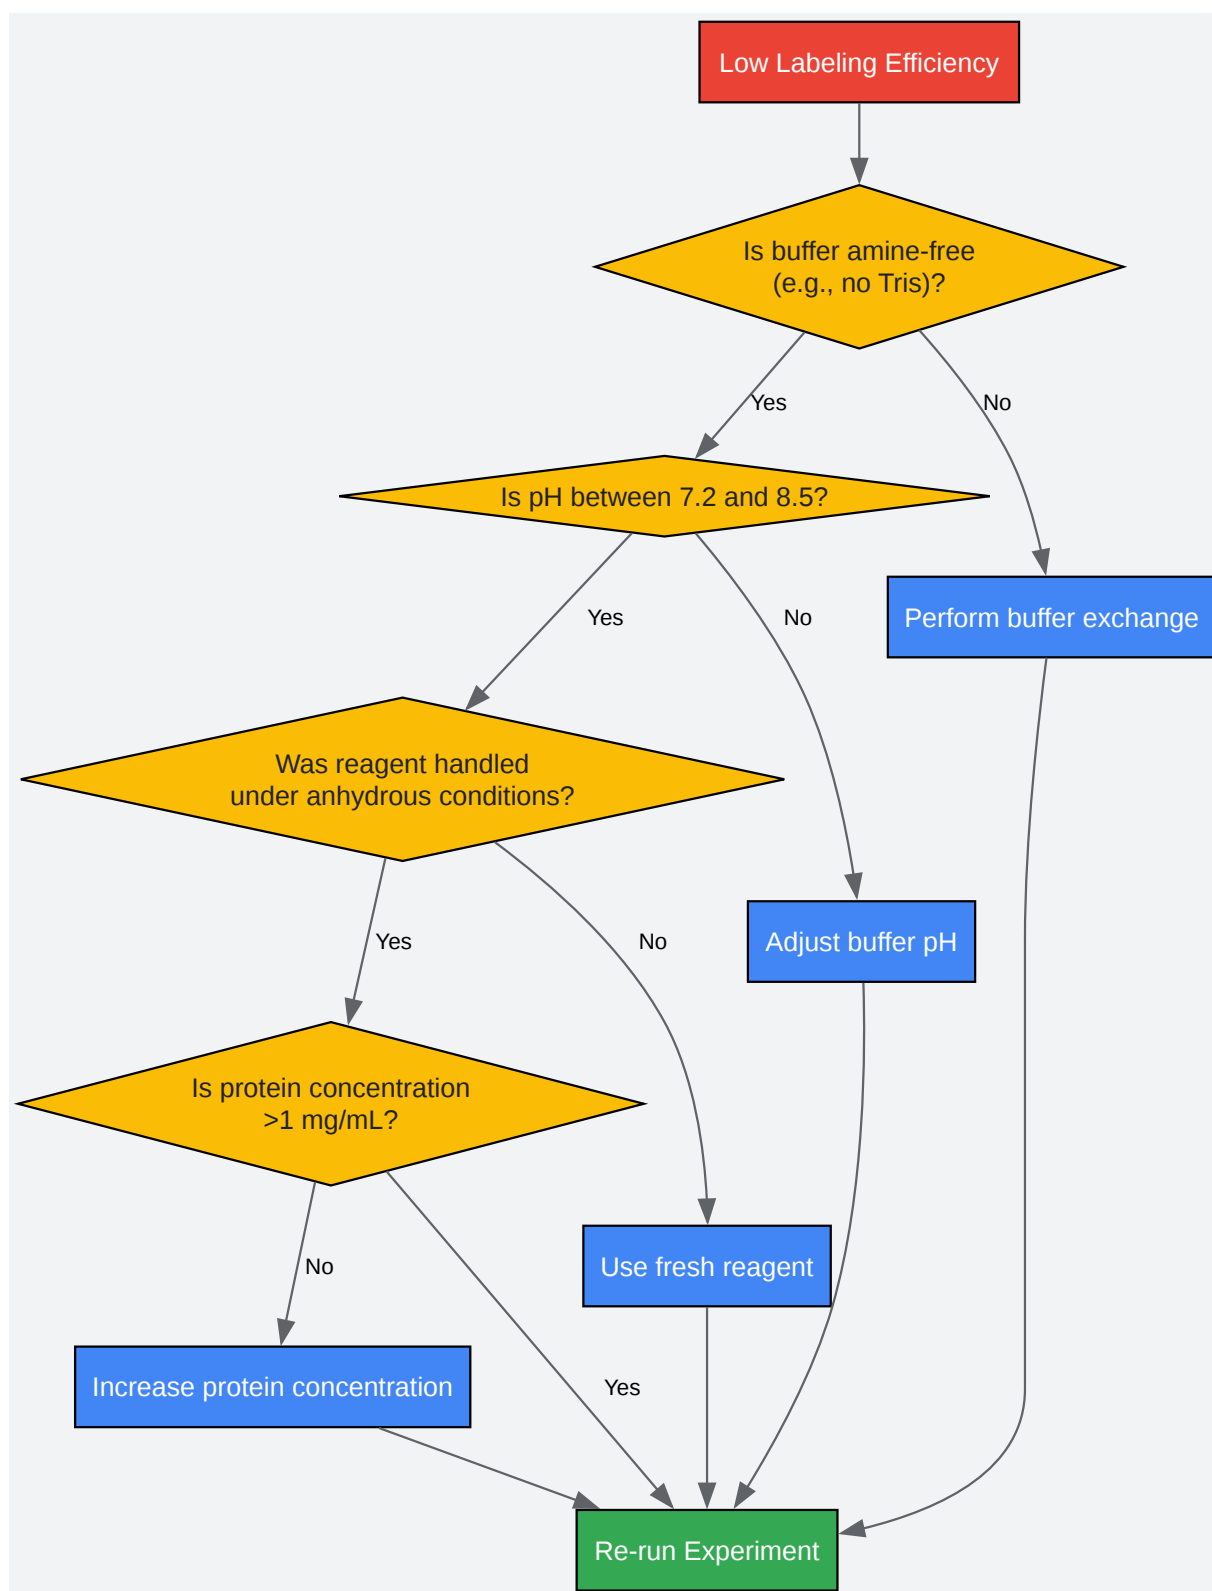 Low Labeling Efficiency
Is buffer amine-free
(e.g., no Tris)?
Yes
No
Is pH between 7.2 and 8.5?
Yes
No
Perform buffer exchange
Was reagent handled
under anhydrous conditions?
Yes
No
Adjust buffer pH
Is protein concentration
>1 mg/mL?
No
Use fresh reagent
Increase protein concentration
Yes
Re-run Experiment